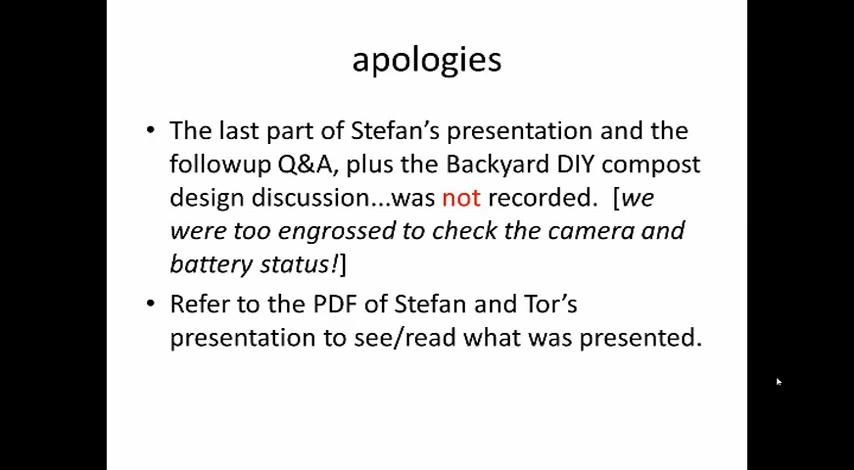 apologies
• The last part of Stefan's presentation and the
followup Q&A, plus the Backyard DIY compost
design discussion...was not recorded.  [we
were too engrossed to check the camera and
battery status!]
• Refer to the PDF of Stefan and Tor's
presentation to see/read what was presented.